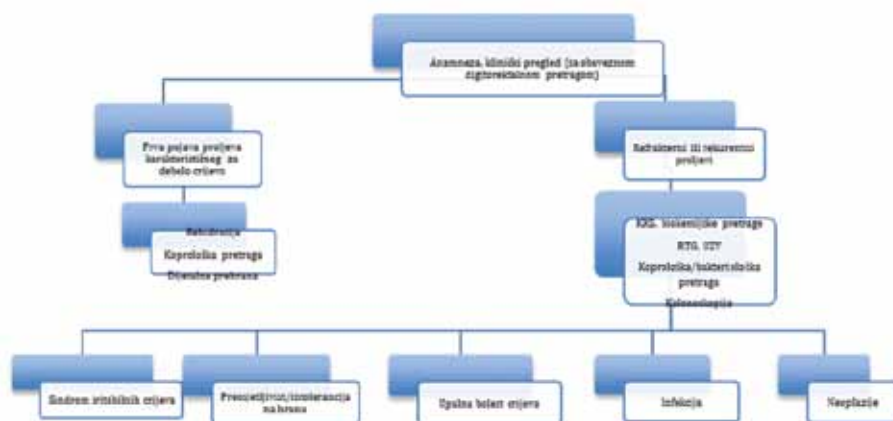 Anamneza, klinički pregled (sa obveznom
digitorektalnom pretragom)
Prva pojava proljeva
karakterističnog za
debelo crijevo
Refrakterni ili rekurentni
proljevi
Rehidracija
Koprološka pretraga
Dijetalna prehrana
KKS, biokemijske pretrage
RTG, UZV
Koprološka/bakteriološka
pretraga
Kolonoskopija
Sindrom iritabilnih crijeva
Preosjetljivost/intolerancija
na hranu
Upalna bolest crijeva
Infekcija
Neoplazije